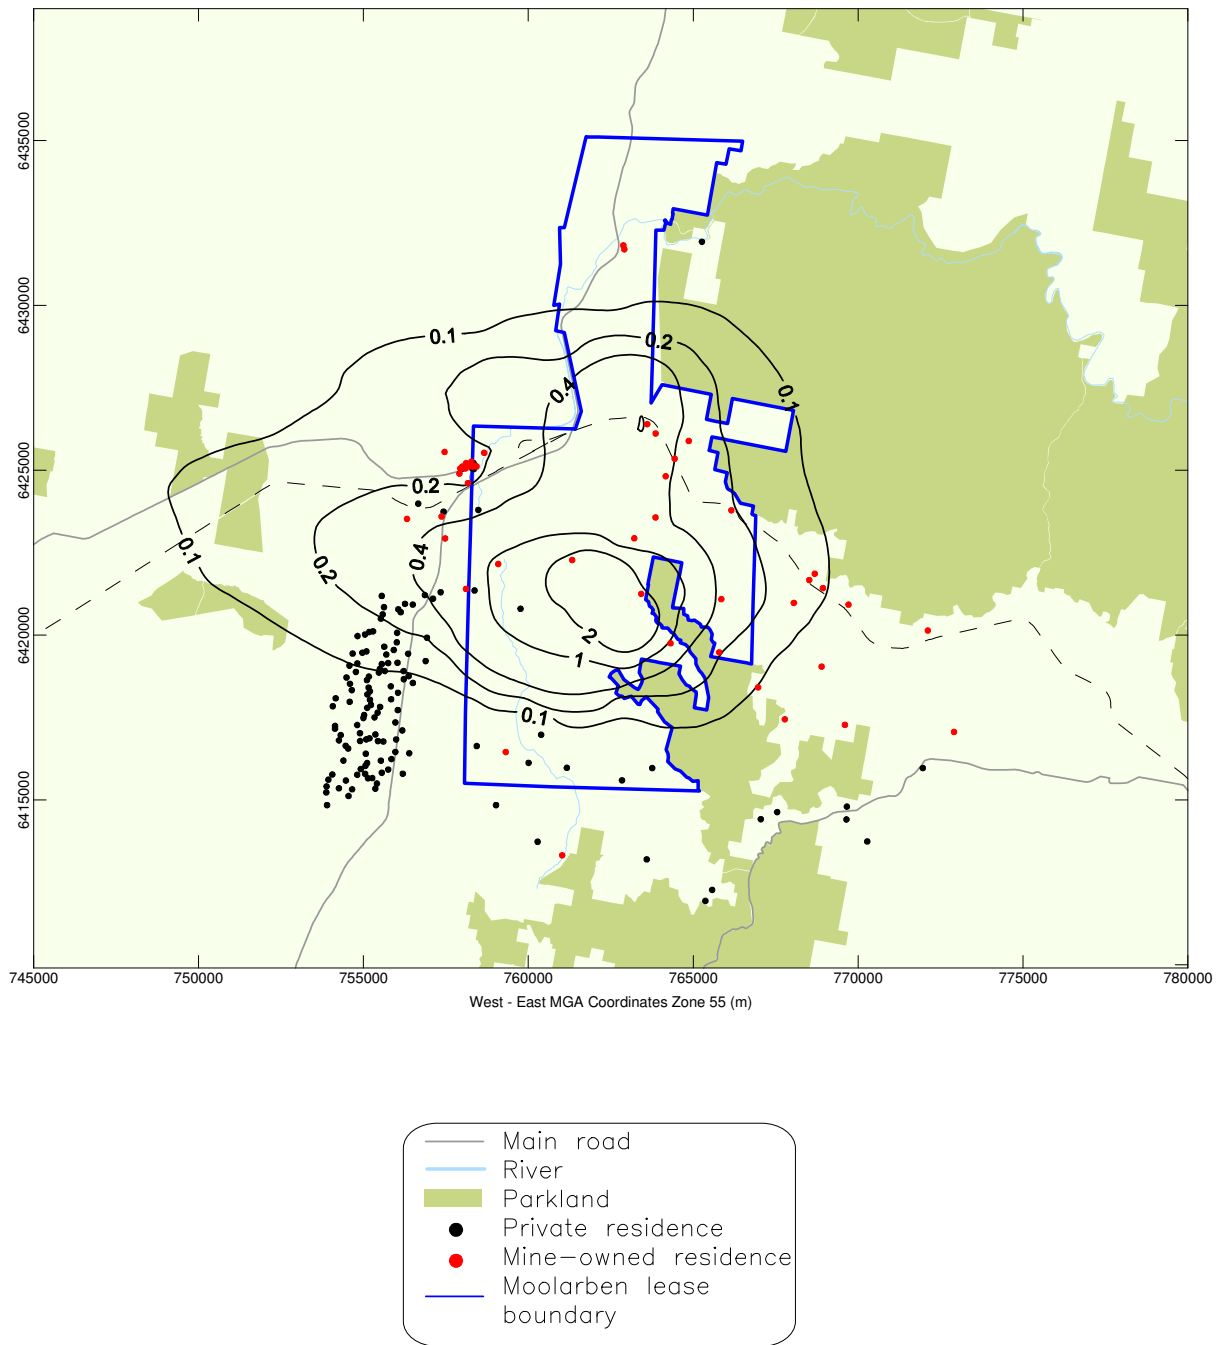 6435000
0.1
0.2
0.4
0.1
6430000
6425000
0.2
0.1
0.4
0.2
2
1
6420000
0.1
6415000
745000 750000 755000 760000 765000 770000 775000 780000
West - East MGA Coordinates Zone 55 (m)
Main road
River
Parkland
Private residence
Mine-owned residence
Moolarben lease
boundary